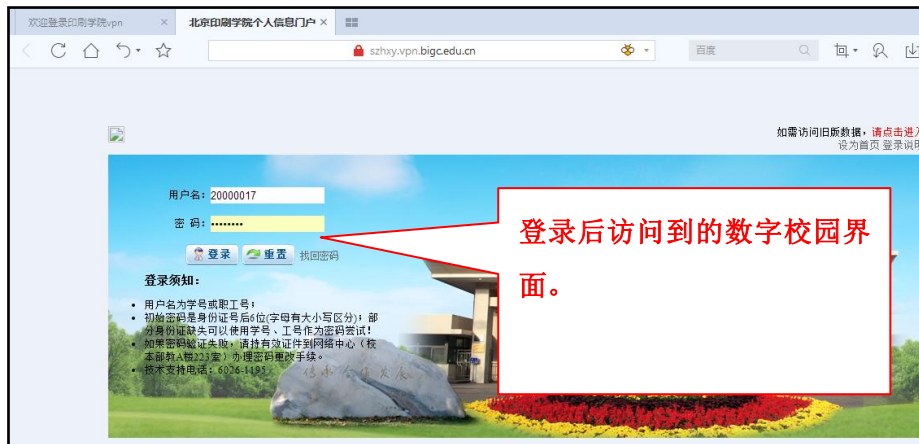 欢迎登录印刷学院vpn
北京印刷学院个人信息门户
szhxy.vpn.bigc.edu.cn
百度
如需访问旧版数据，请点击进入
设为首页 登录说明
用户名：20000017
密 码：••••••••
登录 重置 找回密码
登录须知：
用户名为学号或职工号；
初始密码是身份证号后6位(字母有大小写区分)；部
分身份证缺失可以使用学号、工号作为密码尝试！
如果密码验证失败，请持有效证件到网络中心（校
本部教A楼223室）办理密码更改手续。
技术支持电话：6026-1195
登录后访问到的数字校园界
面。